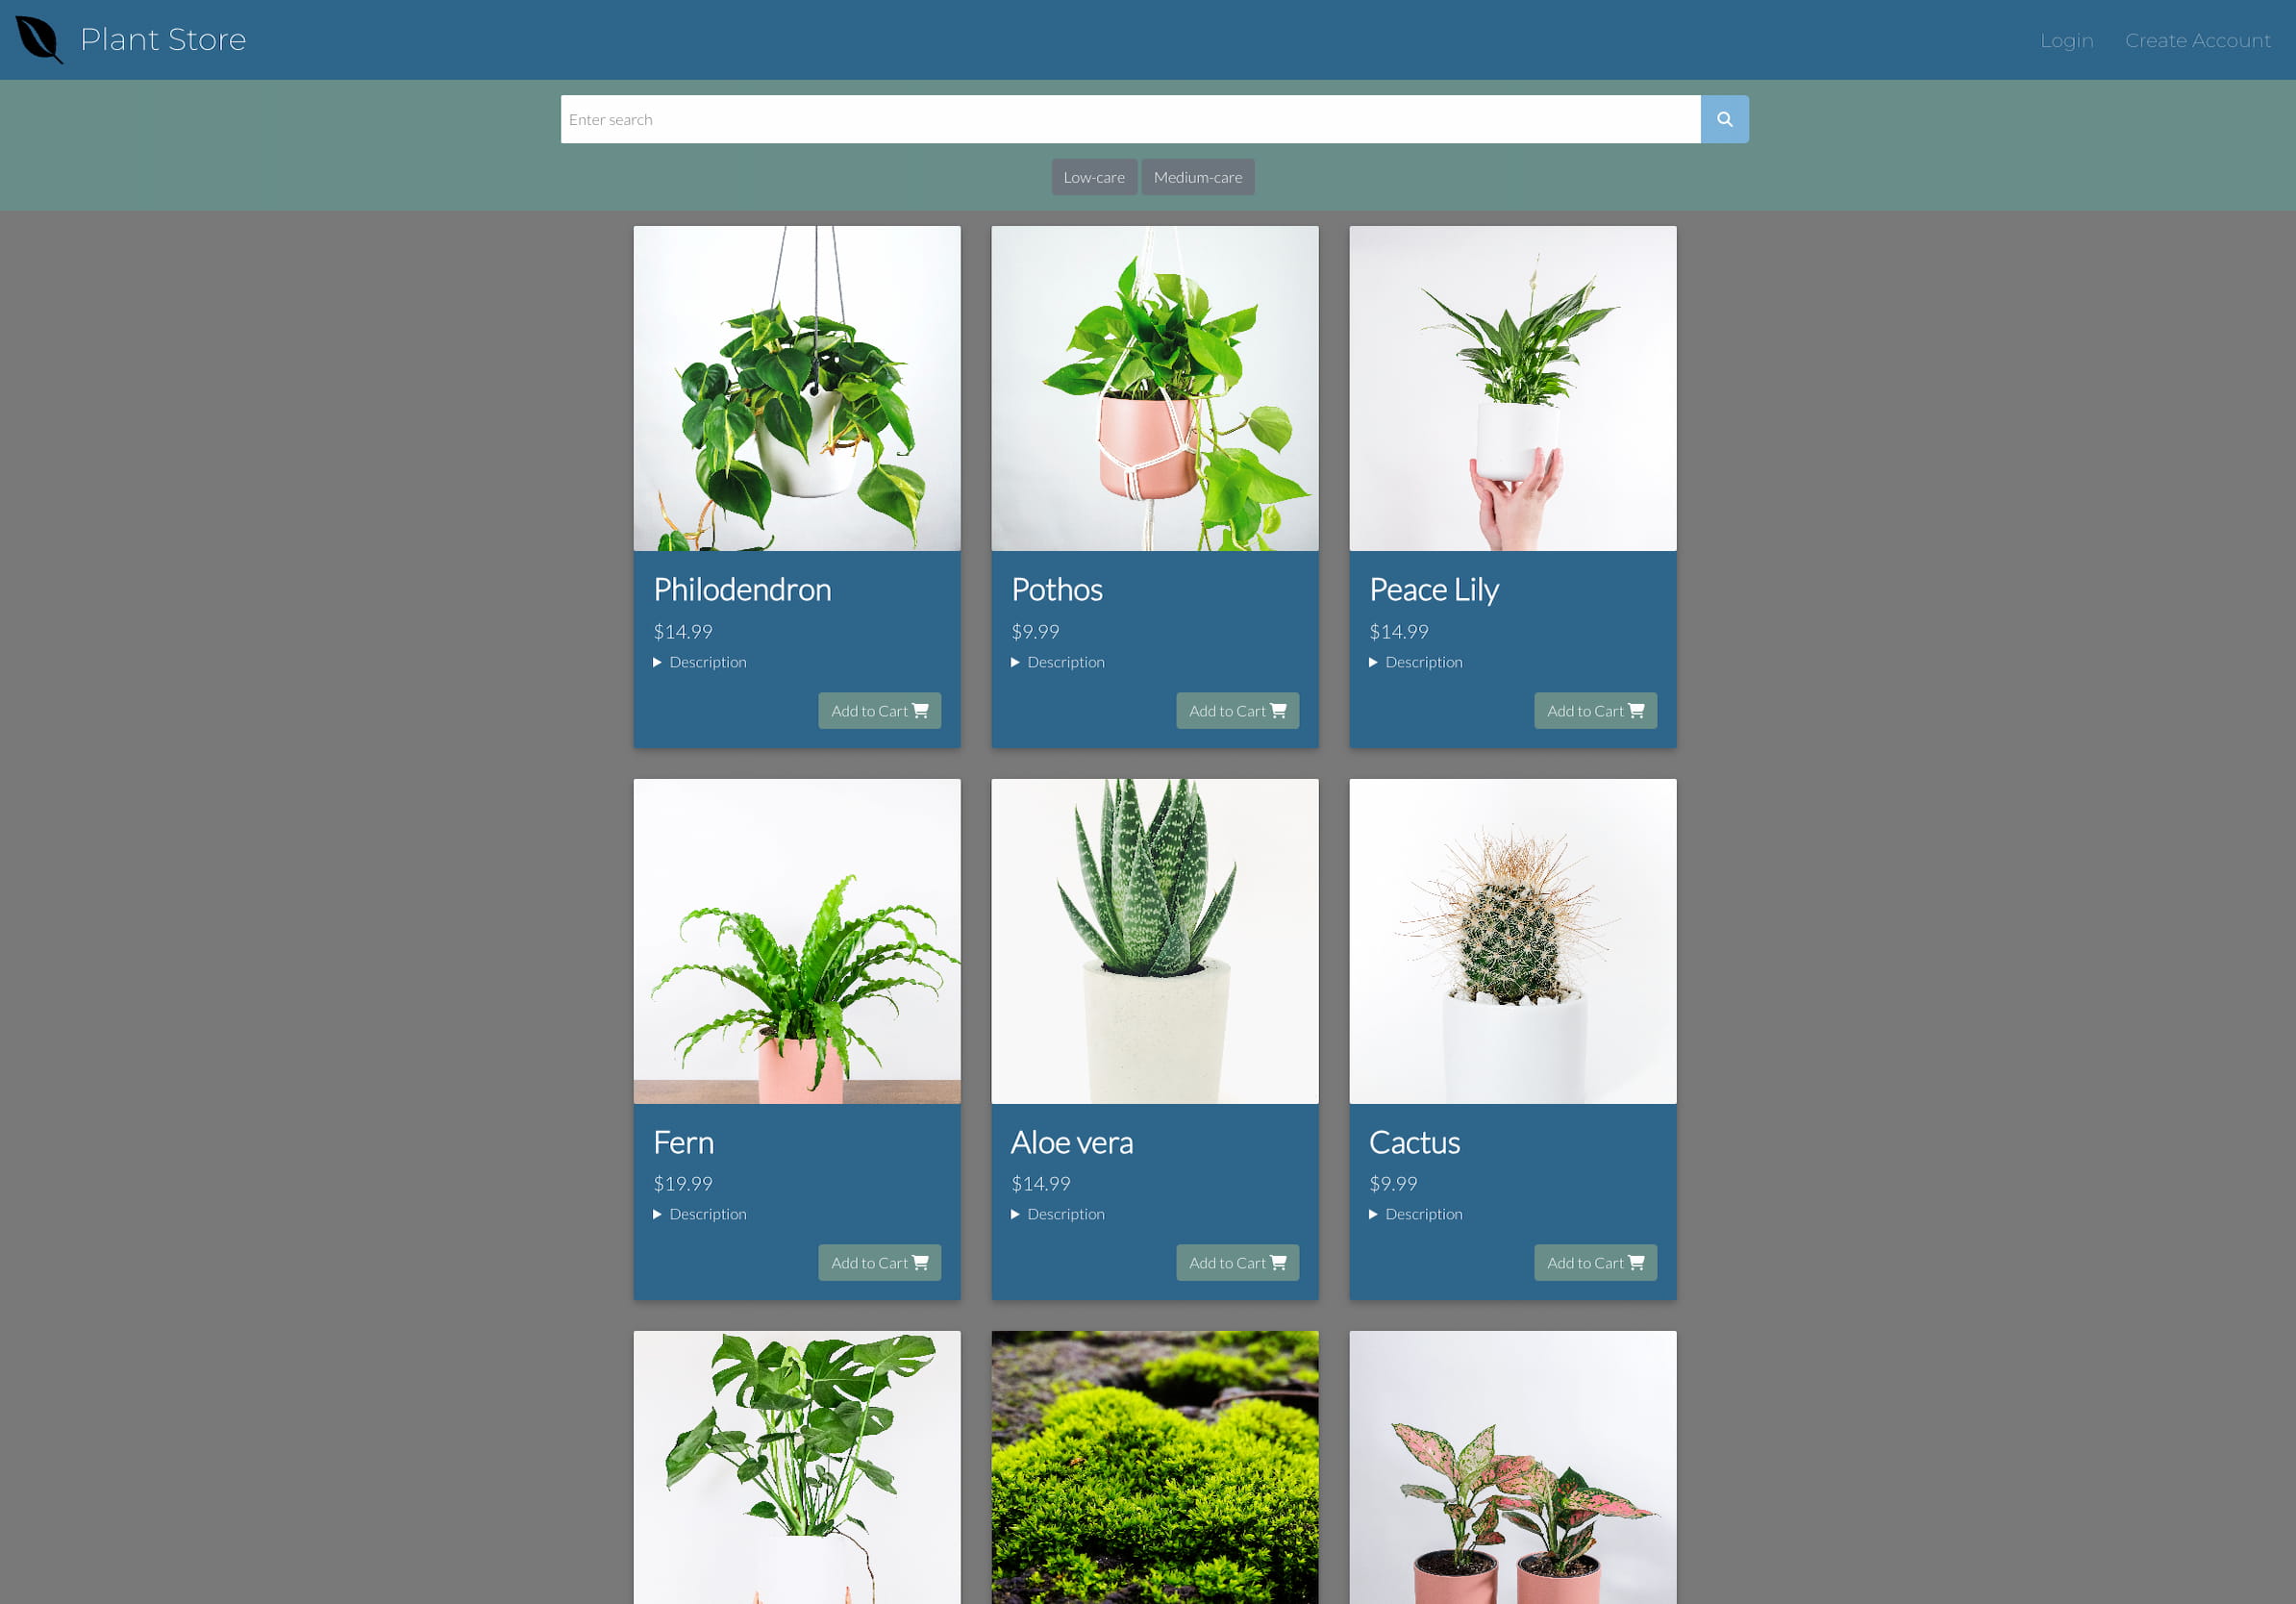 Plant Store
Login Create Account
Enter search
Low-care Medium-care
Philodendron
$14.99
Description
Add to Cart
Pothos
$9.99
Description
Add to Cart
Peace Lily
$14.99
Description
Add to Cart
Fern
$19.99
Description
Add to Cart
Aloe vera
$14.99
Description
Add to Cart
Cactus
$9.99
Description
Add to Cart